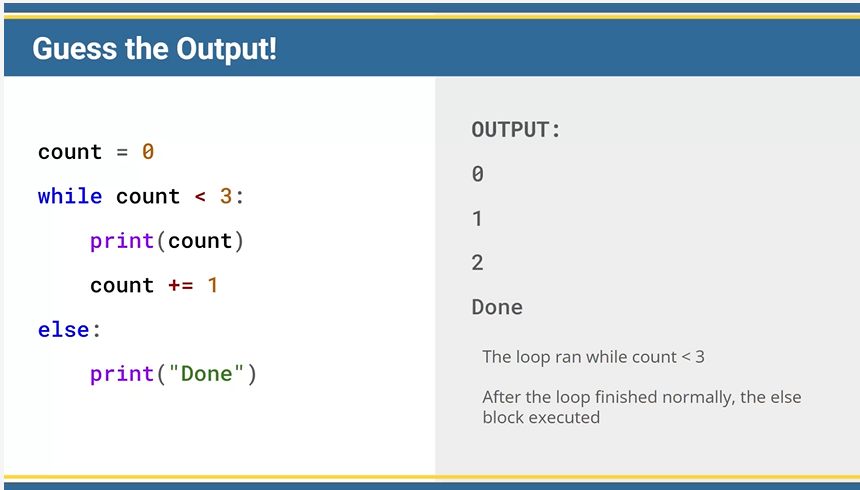 Guess the Output!
count = 0
while count < 3:
    print(count)
    count += 1
else:
    print("Done")
OUTPUT:
0
1
2
Done
The loop ran while count < 3
After the loop finished normally, the else
block executed